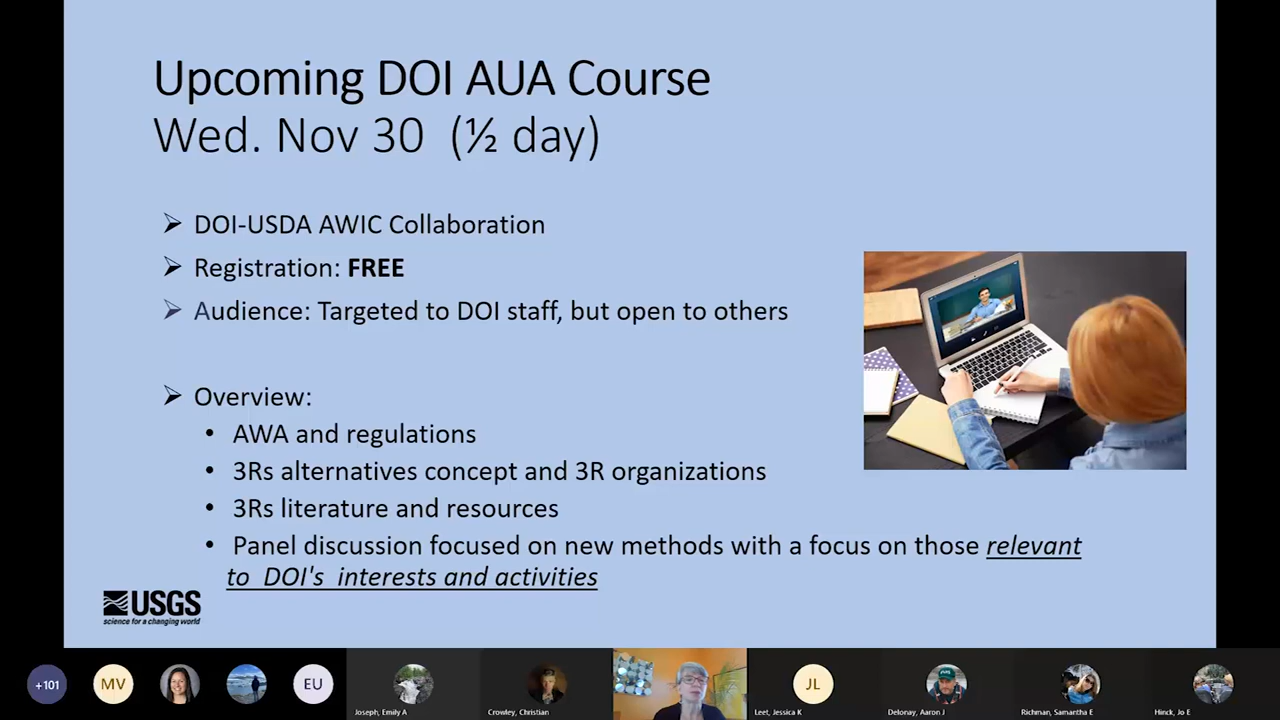 Upcoming DOI AUA Course
Wed. Nov 30 (½ day)
➢ DOI-USDA AWIC Collaboration
➢ Registration: FREE
➢ Audience: Targeted to DOI staff, but open to others
➢ Overview:
• AWA and regulations
• 3Rs alternatives concept and 3R organizations
• 3Rs literature and resources
• Panel discussion focused on new methods with a focus on those relevant
to DOI's interests and activities
USGS
science for a changing world
+101
MV
EU
Joseph, Emily A
Crowley, Christian
JL
Leet, Jessica K
Delonay, Aaron J
Richman, Samantha E
Hinck, Jo E